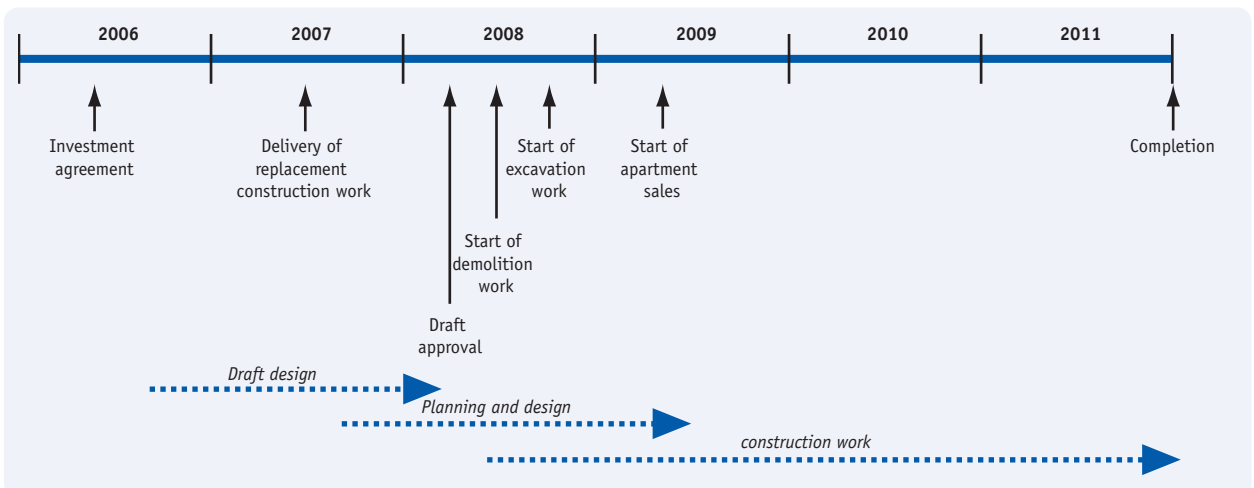 2006 2007 2008 2009 2010 2011
Investment
agreement
Delivery of
replacement
construction work
Start of
excavation
work
Start of
apartment
sales
Completion
Start of
demolition
work
Draft
approval
Draft design
Planning and design
construction work